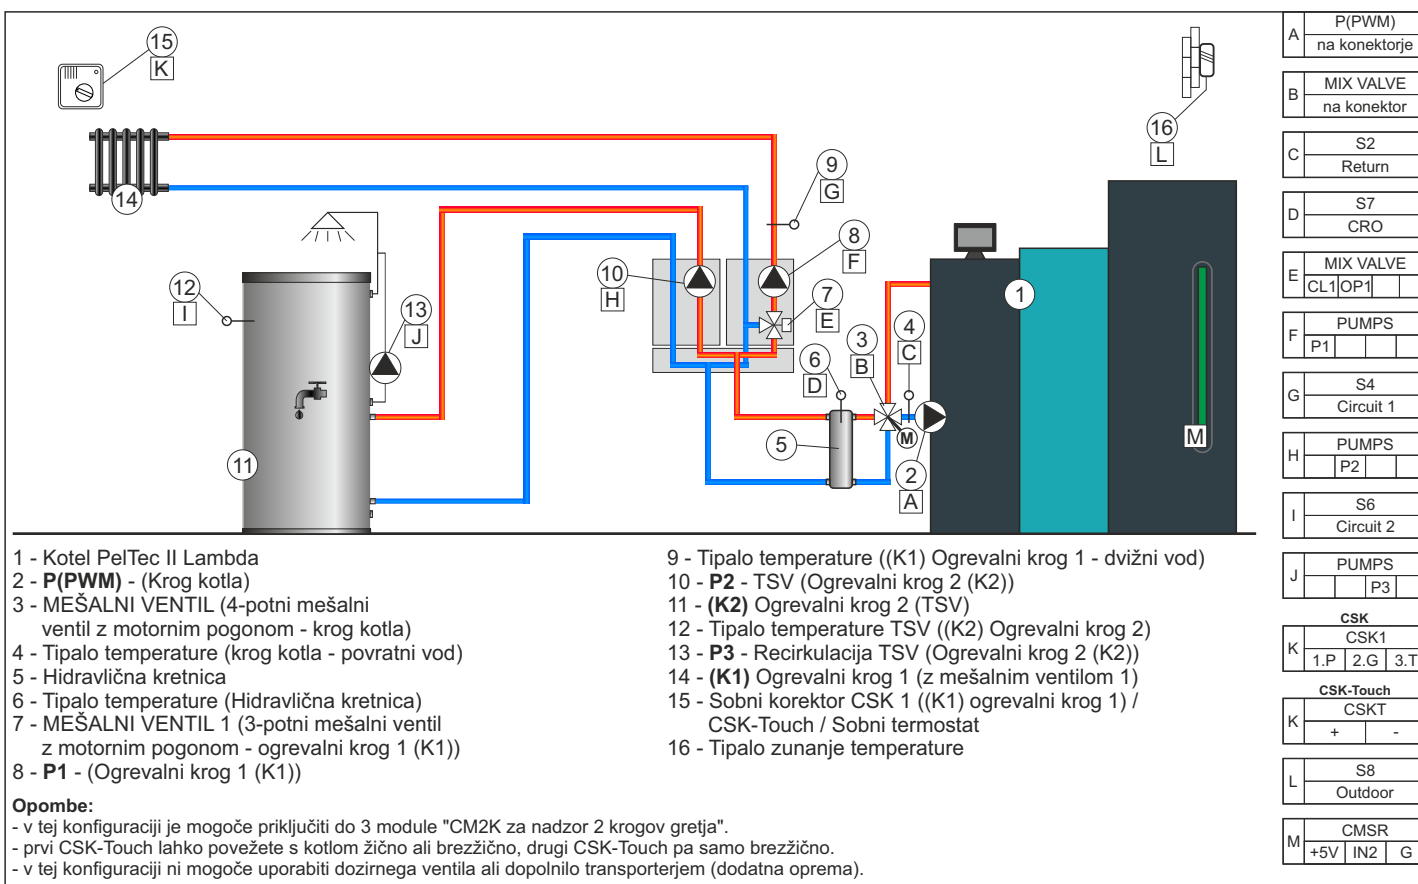 15
K
14
12
I
11
13
J
10
H
9
G
8
F
7
E
6
D
5
3
B
4
C
M
2
A
1
16
L
M
1 - Kotel PelTec II Lambda
2 - P(PWM) - (Krog kotla)
3 - MEŠALNI VENTIL (4-potni mešalni
ventil z motornim pogonom - krog kotla)
4 - Tipalo temperature (krog kotla - povratni vod)
5 - Hidravlična kretnica
6 - Tipalo temperature (Hidravlična kretnica)
7 - MEŠALNI VENTIL 1 (3-potni mešalni ventil
z motornim pogonom - ogrevalni krog 1 (K1))
8 - P1 - (Ogrevalni krog 1 (K1))
9 - Tipalo temperature ((K1) Ogrevalni krog 1 - dvižni vod)
10 - P2 - TSV (Ogrevalni krog 2 (K2))
11 - (K2) Ogrevalni krog 2 (TSV)
12 - Tipalo temperature TSV ((K2) Ogrevalni krog 2)
13 - P3 - Recirkulacija TSV (Ogrevalni krog 2 (K2))
14 - (K1) Ogrevalni krog 1 (z mešalnim ventilom 1)
15 - Sobni korektor CSK 1 ((K1) ogrevalni krog 1) /
CSK-Touch / Sobni termostat
16 - Tipalo zunanje temperature
Opombe:
- v tej konfiguraciji je mogoče priključiti do 3 module "CM2K za nadzor 2 krogov gretja".
- prvi CSK-Touch lahko povežete s kotlom žično ali brezžično, drugi CSK-Touch pa samo brezžično.
- v tej konfiguraciji ni mogoče uporabiti dozirnega ventila ali dopolnilo transporterjem (dodatna oprema).
A
P(PWM)
na konektorje
B
MIX VALVE
na konektor
C
S2
Return
D
S7
CRO
E
MIX VALVE
CL1 OP1
F
PUMPS
P1
G
S4
Circuit 1
H
PUMPS
P2
I
S6
Circuit 2
J
PUMPS
P3
CSK
K
CSK1
1.P 2.G 3.T
CSK-Touch
K
CSKT
+ -
L
S8
Outdoor
M
CMSR
+5V IN2 G